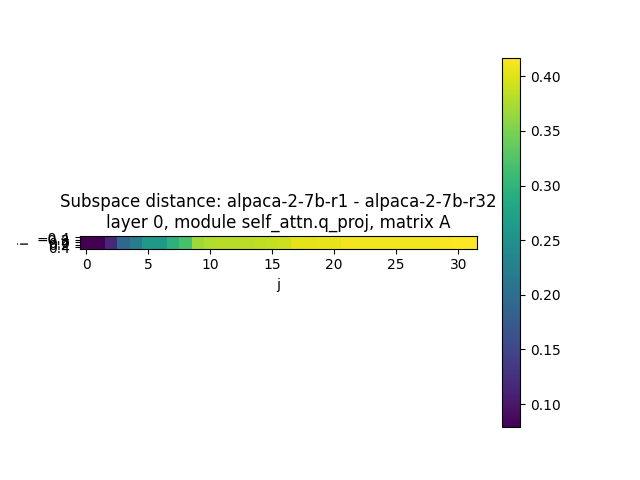 Subspace distance: alpaca-2-7b-r1 - alpaca-2-7b-r32
layer 0, module self_attn.q_proj, matrix A
0 5 10 15 20 25 30
j
0.40
0.35
0.30
0.25
0.20
0.15
0.10